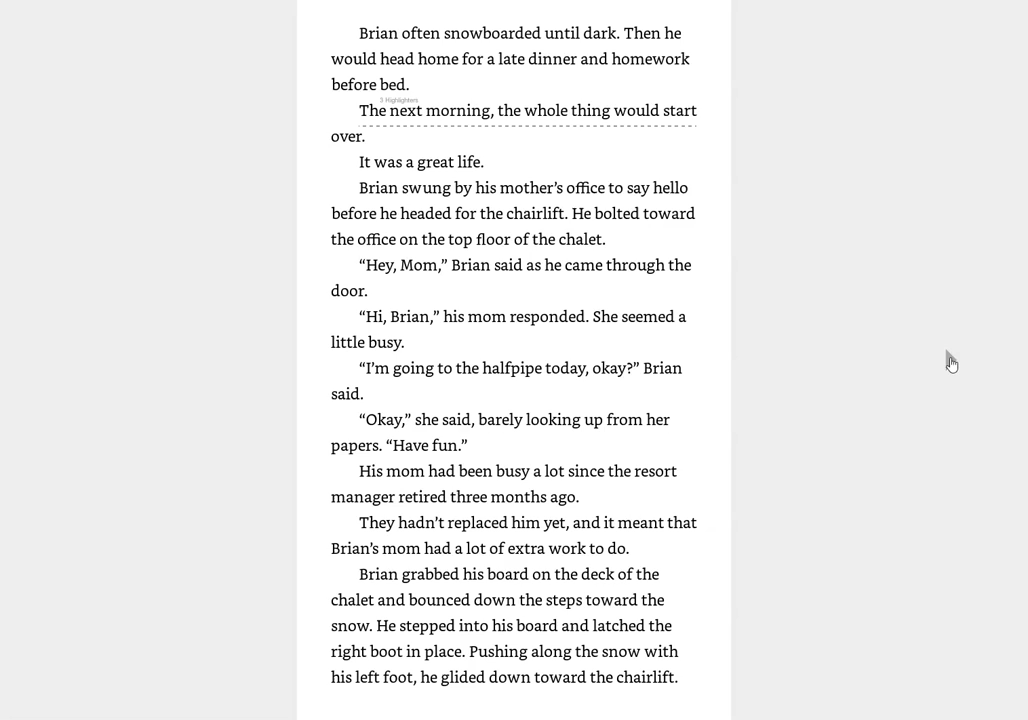 Brian often snowboarded until dark. Then he
would head home for a late dinner and homework
before bed.
3 Highlighters
The next morning, the whole thing would start
over.
It was a great life.
Brian swung by his mother’s office to say hello
before he headed for the chairlift. He bolted toward
the office on the top floor of the chalet.
“Hey, Mom,” Brian said as he came through the
door.
“Hi, Brian,” his mom responded. She seemed a
little busy.
“I’m going to the halfpipe today, okay?” Brian
said.
“Okay,” she said, barely looking up from her
papers. “Have fun.”
His mom had been busy a lot since the resort
manager retired three months ago.
They hadn’t replaced him yet, and it meant that
Brian’s mom had a lot of extra work to do.
Brian grabbed his board on the deck of the
chalet and bounced down the steps toward the
snow. He stepped into his board and latched the
right boot in place. Pushing along the snow with
his left foot, he glided down toward the chairlift.